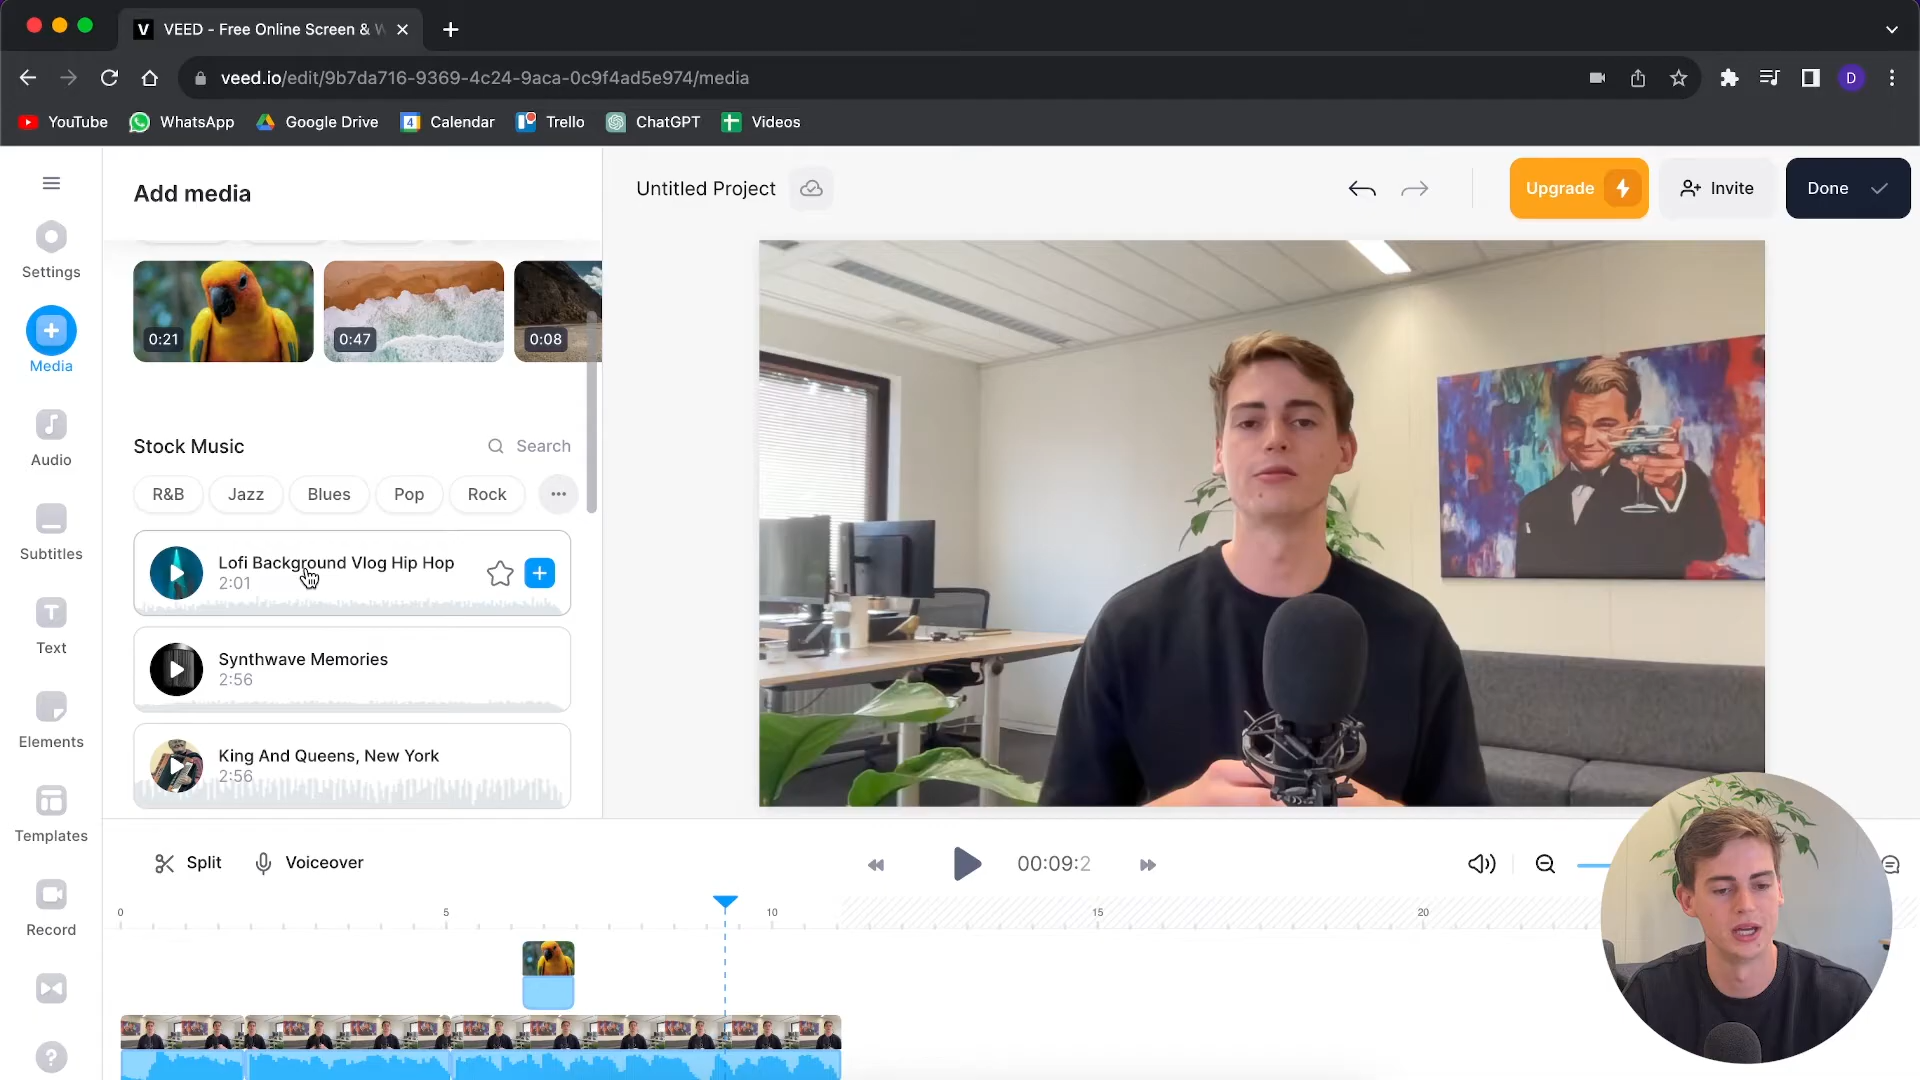 V VEED - Free Online Screen & W
veed.io/edit/9b7da716-9369-4c24-9aca-0c9f4ad5e974/media
D
YouTube WhatsApp Google Drive 4 Calendar Trello ChatGPT Videos
Add media
Untitled Project
Upgrade
Invite
Done
Settings
0:21
0:47
0:08
Media
Stock Music
Search
Audio
R&B
Jazz
Blues
Pop
Rock
Subtitles
Lofi Background Vlog Hip Hop
2:01
Text
Synthwave Memories
2:56
Elements
King And Queens, New York
2:56
Templates
Split
Voiceover
00:09:2
Record
0 5 10 15 20